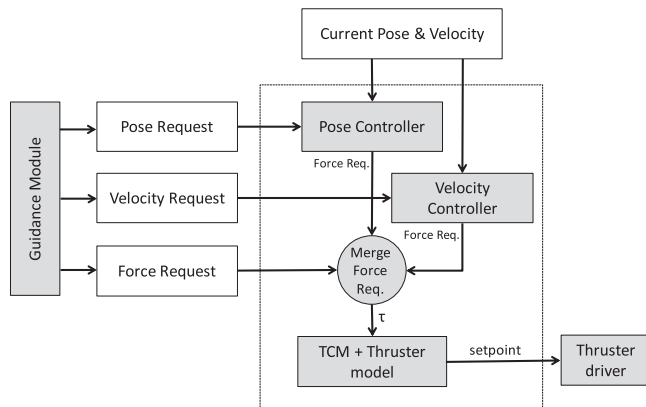 Current Pose & Velocity
Guidance Module
Pose Request
Pose Controller
Force Req.
Velocity Request
Velocity
Controller
Force Req.
Force Request
Merge
Force
Req.
τ
TCM + Thruster
model
setpoint
Thruster
driver